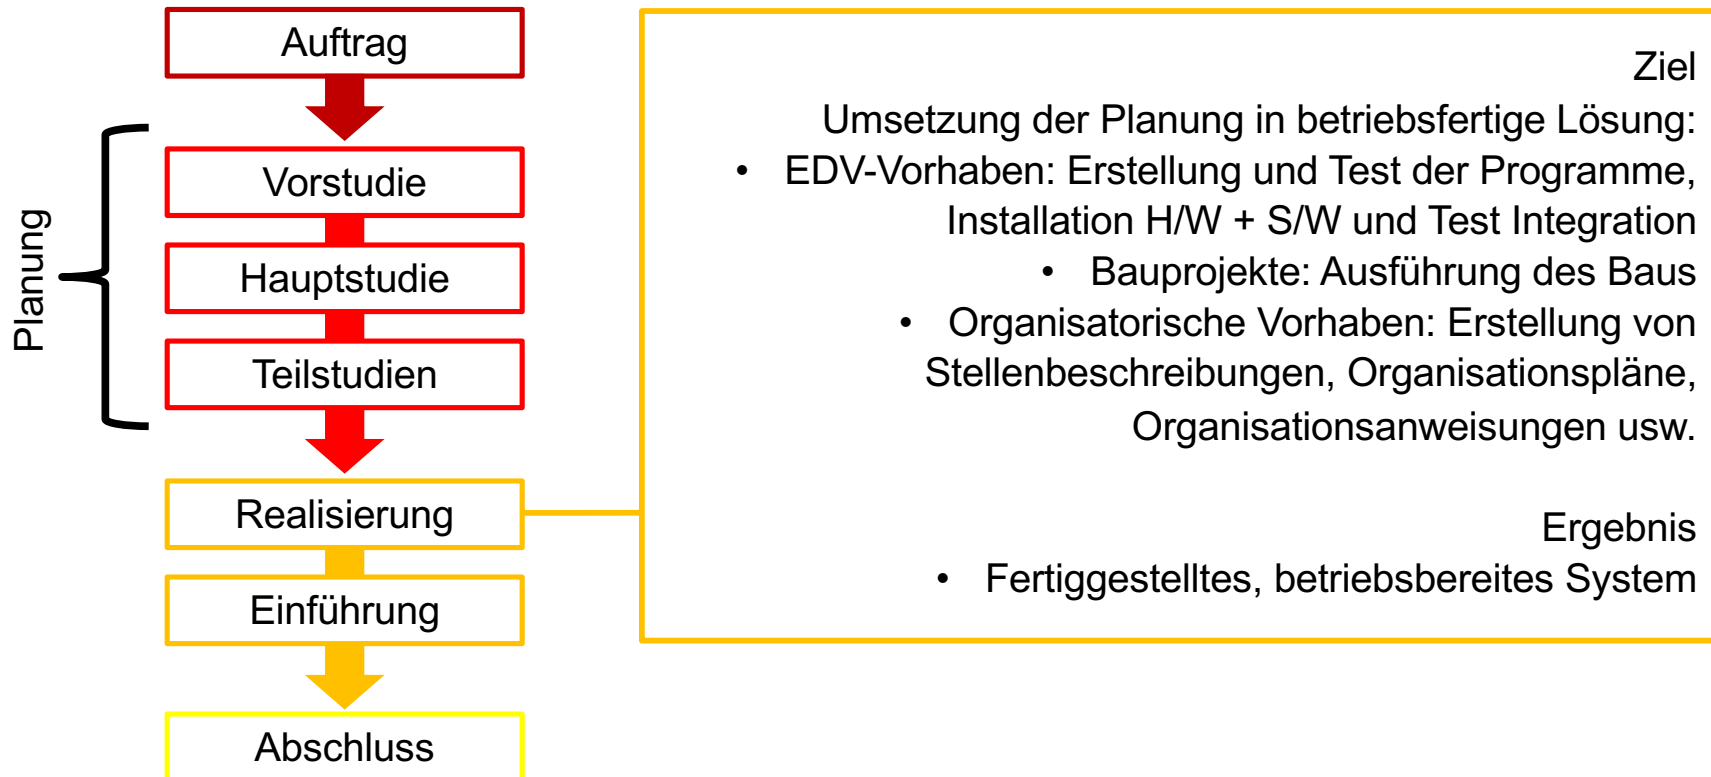 Auftrag
Planung
Vorstudie
Hauptstudie
Teilstudien
Realisierung
Einführung
Abschluss
Ziel
Umsetzung der Planung in betriebsfertige Lösung:
• EDV-Vorhaben: Erstellung und Test der Programme,
Installation H/W + S/W und Test Integration
• Bauprojekte: Ausführung des Baus
• Organisatorische Vorhaben: Erstellung von
Stellenbeschreibungen, Organisationspläne,
Organisationsanweisungen usw.
Ergebnis
• Fertiggestelltes, betriebsbereites System